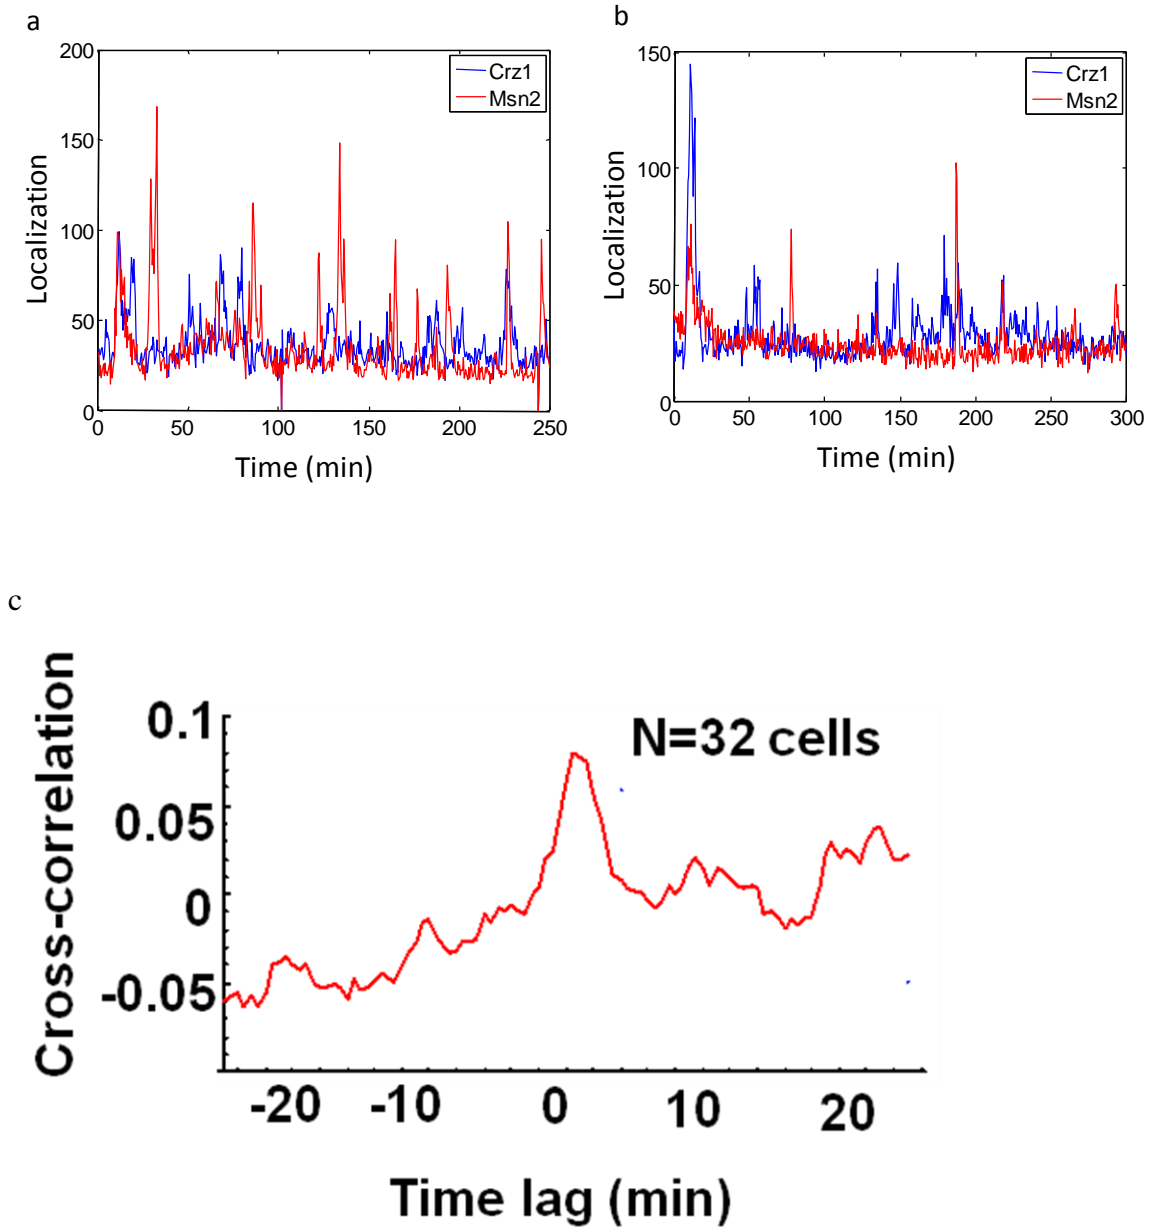 a
200
150
100
50
0
Localization
Crz1
Msn2
0 50 100 150 200 250
Time (min)
b
150
100
50
0
Localization
Crz1
Msn2
0 50 100 150 200 250 300
Time (min)
c
Cross-correlation
0.1
0.05
0
-0.05
N=32 cells
-20 -10 0 10 20
Time lag (min)